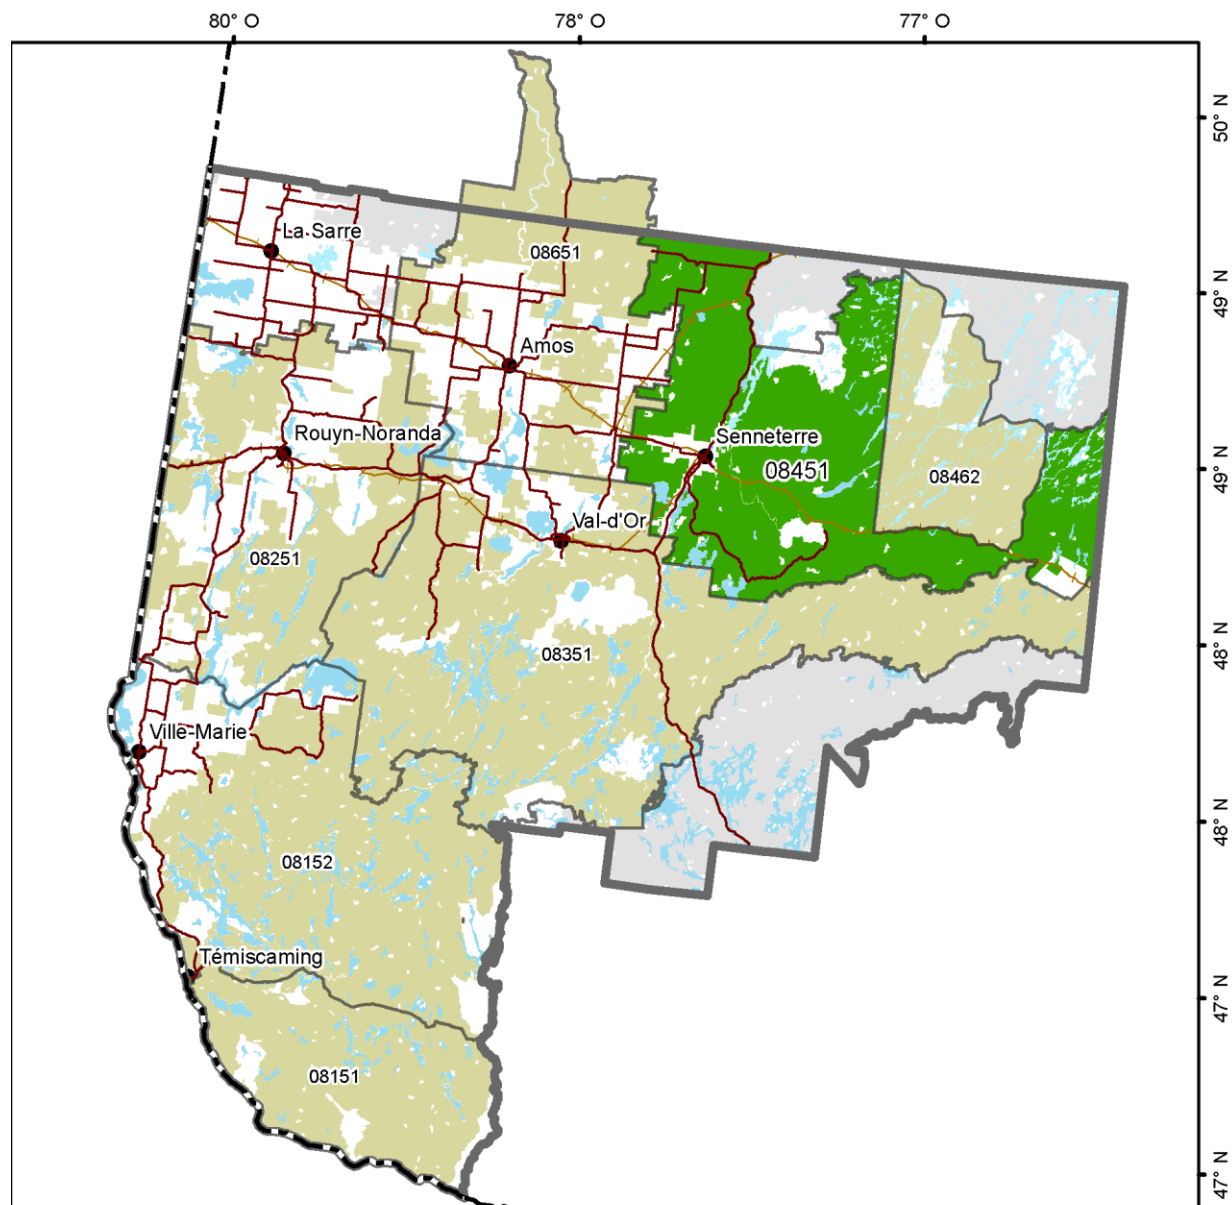 80° O
78° O
77° O
50° N
La Sarre
08651
49° N
Amos
Rouyn-Noranda
Senneterre
08451
08462
49° N
Val-d'Or
08251
08351
48° N
Ville-Marie
48° N
08152
Témiscaming
47° N
08151
47° N